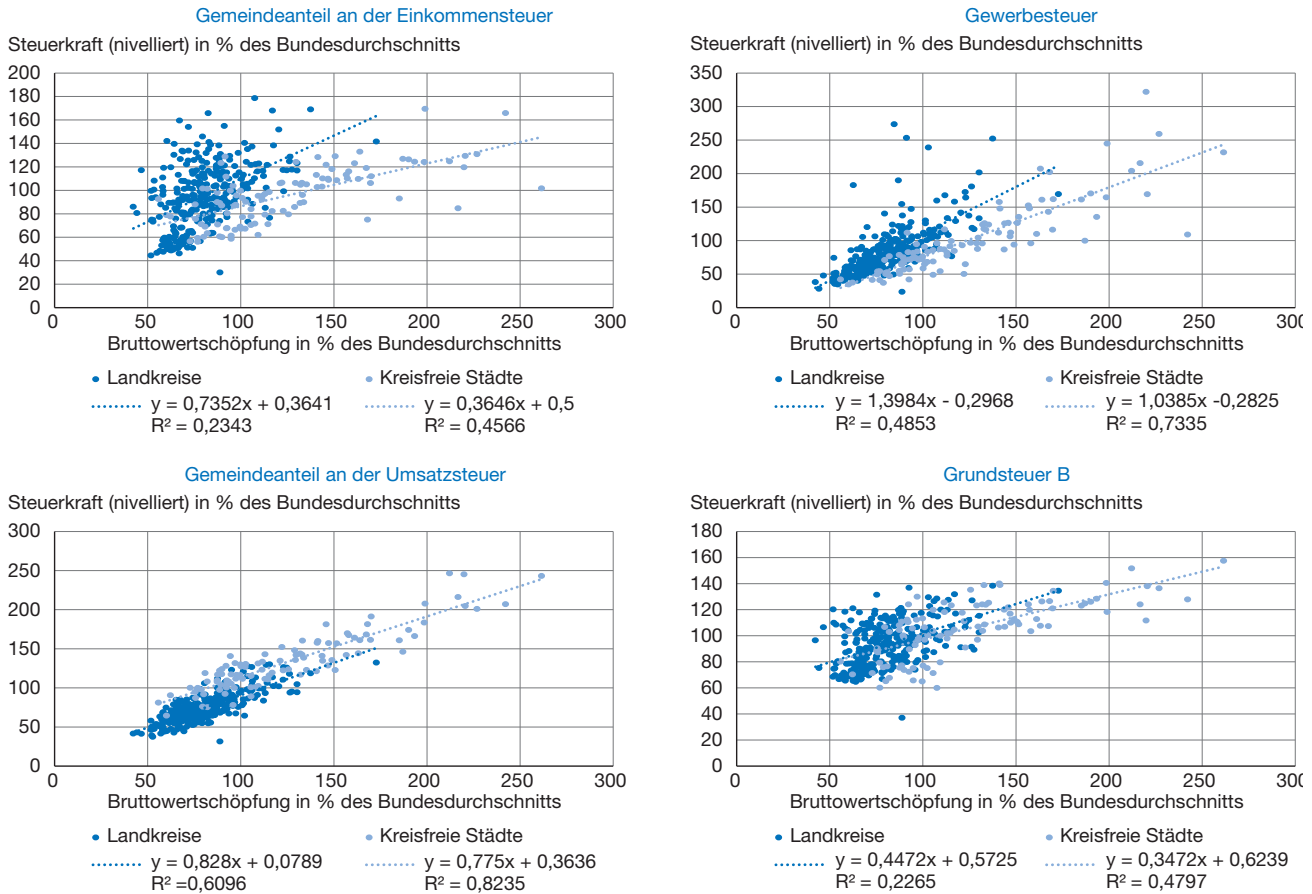 Gemeindeanteil an der Einkommensteuer
Steuerkraft (nivelliert) in % des Bundesdurchschnitts
200
180
160
140
120
100
80
60
40
20
0
0 50 100 150 200 250 300
Bruttowertschöpfung in % des Bundesdurchschnitts
Landkreise Kreisfreie Städte
y = 0,7352x + 0,3641 y = 0,3646x + 0,5
R² = 0,2343 R² = 0,4566
Gewerbesteuer
Steuerkraft (nivelliert) in % des Bundesdurchschnitts
350
300
250
200
150
100
50
0
0 50 100 150 200 250 300
Bruttowertschöpfung in % des Bundesdurchschnitts
Landkreise Kreisfreie Städte
y = 1,3984x - 0,2968 y = 1,0385x -0,2825
R² = 0,4853 R² = 0,7335
Gemeindeanteil an der Umsatzsteuer
Steuerkraft (nivelliert) in % des Bundesdurchschnitts
300
250
200
150
100
50
0
0 50 100 150 200 250 300
Bruttowertschöpfung in % des Bundesdurchschnitts
Landkreise Kreisfreie Städte
y = 0,828x + 0,0789 y = 0,775x + 0,3636
R² =0,6096 R² = 0,8235
Grundsteuer B
Steuerkraft (nivelliert) in % des Bundesdurchschnitts
180
160
140
120
100
80
60
40
20
0
0 50 100 150 200 250 300
Bruttowertschöpfung in % des Bundesdurchschnitts
Landkreise Kreisfreie Städte
y = 0,4472x + 0,5725 y = 0,3472x + 0,6239
R² = 0,2265 R² = 0,4797